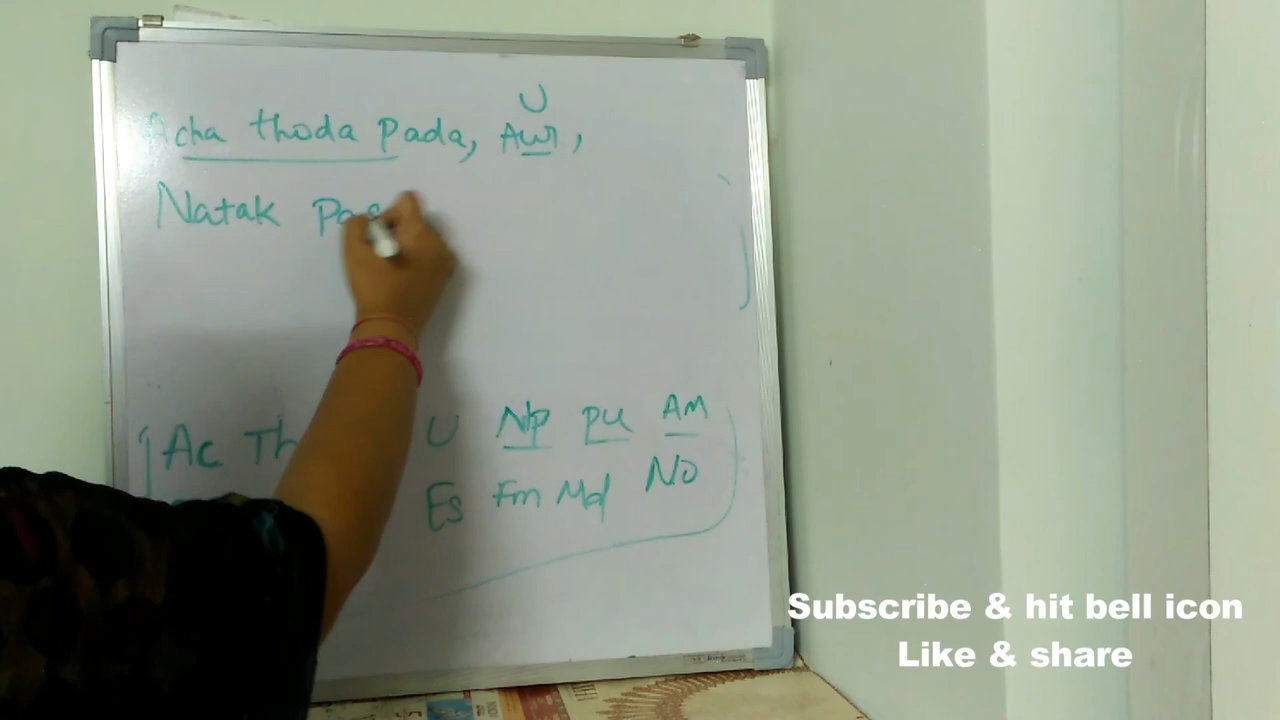 U
Acha thoda Pada, Awr,
Natak
Ac Th U Np PU AM
Es Fm Md No
Subscribe & hit bell icon
Like & share